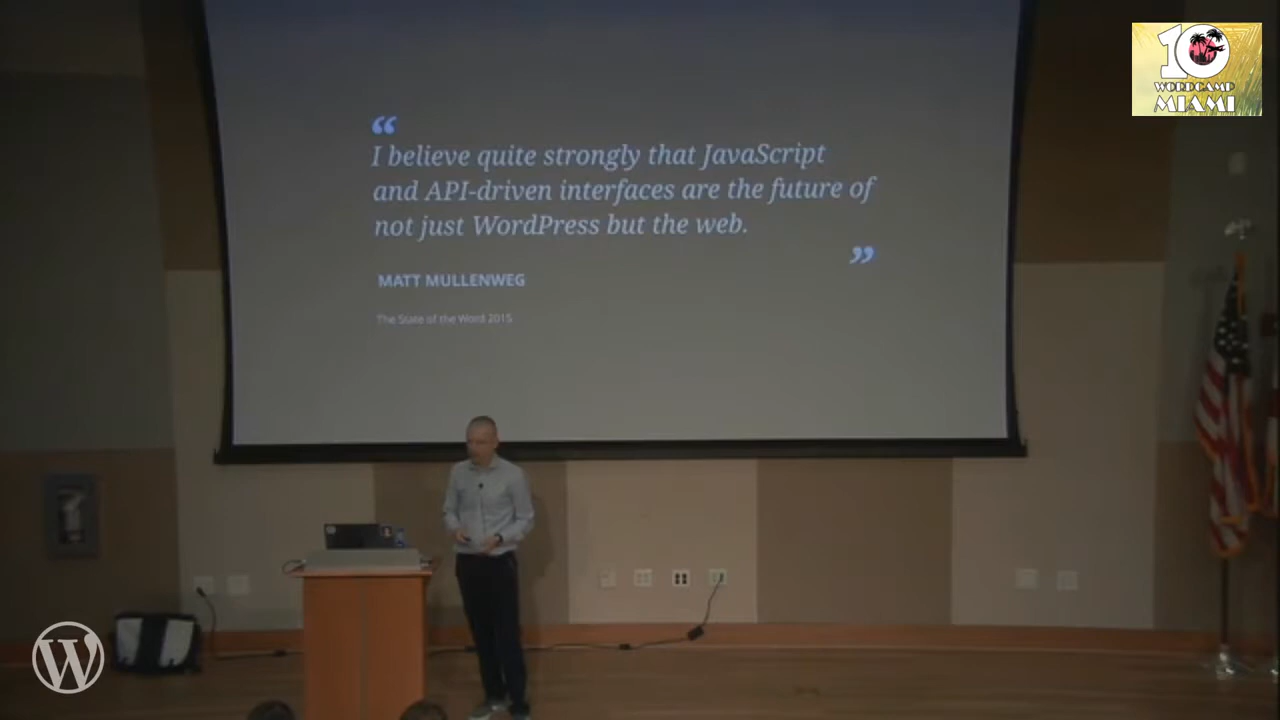 10
WORDCAMP
MIAMI
“
I believe quite strongly that JavaScript
and API-driven interfaces are the future of
not just WordPress but the web.
”
MATT MULLENWEG
The State of the Word 2015
W